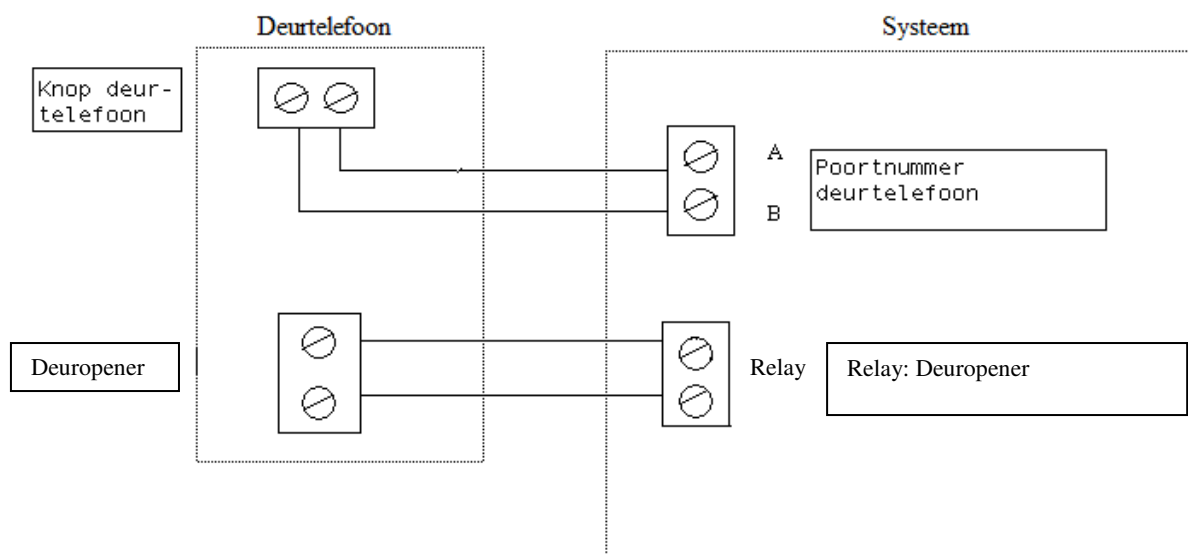 Deurtelefoon
Systeem
Knop deur-
telefoon
A
B
Poortnummer
deurtelefoon
Deuropener
Relay
Relay: Deuropener